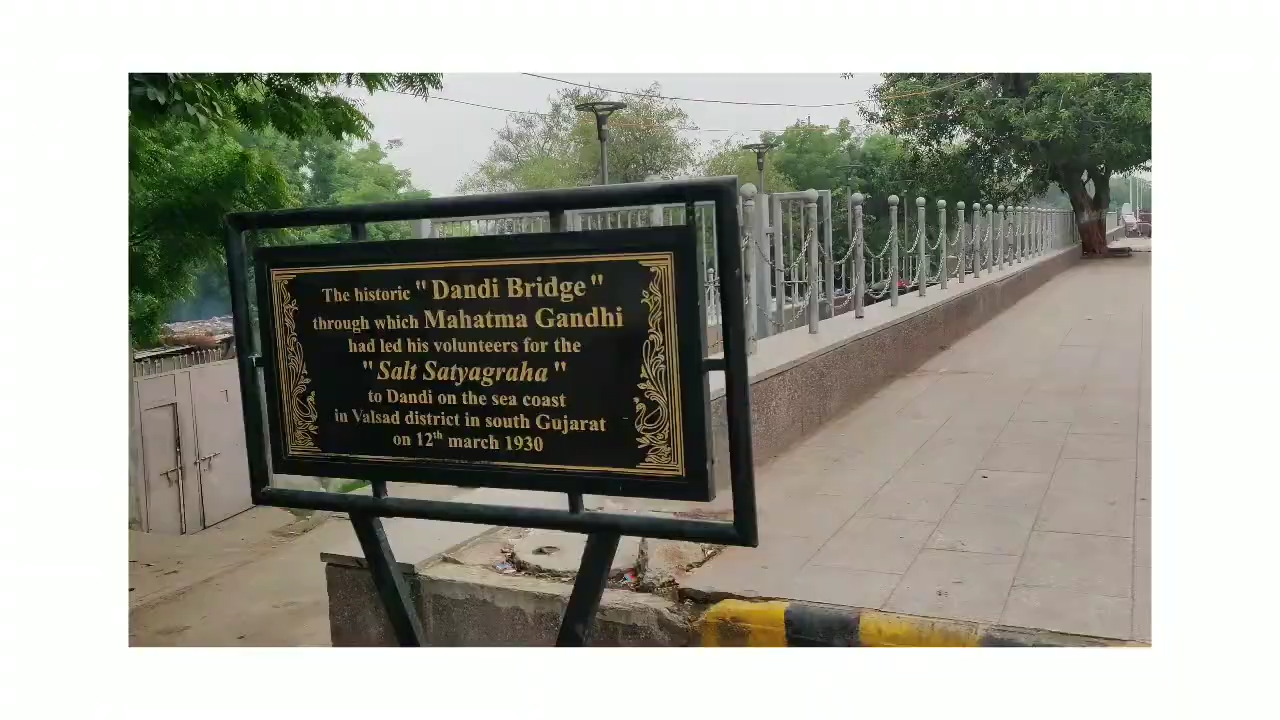 The historic " Dandi Bridge "
through which Mahatma Gandhi
had led his volunteers for the
" Salt Satyagraha "
to Dandi on the sea coast
in Valsad district in south Gujarat
on 12th march 1930